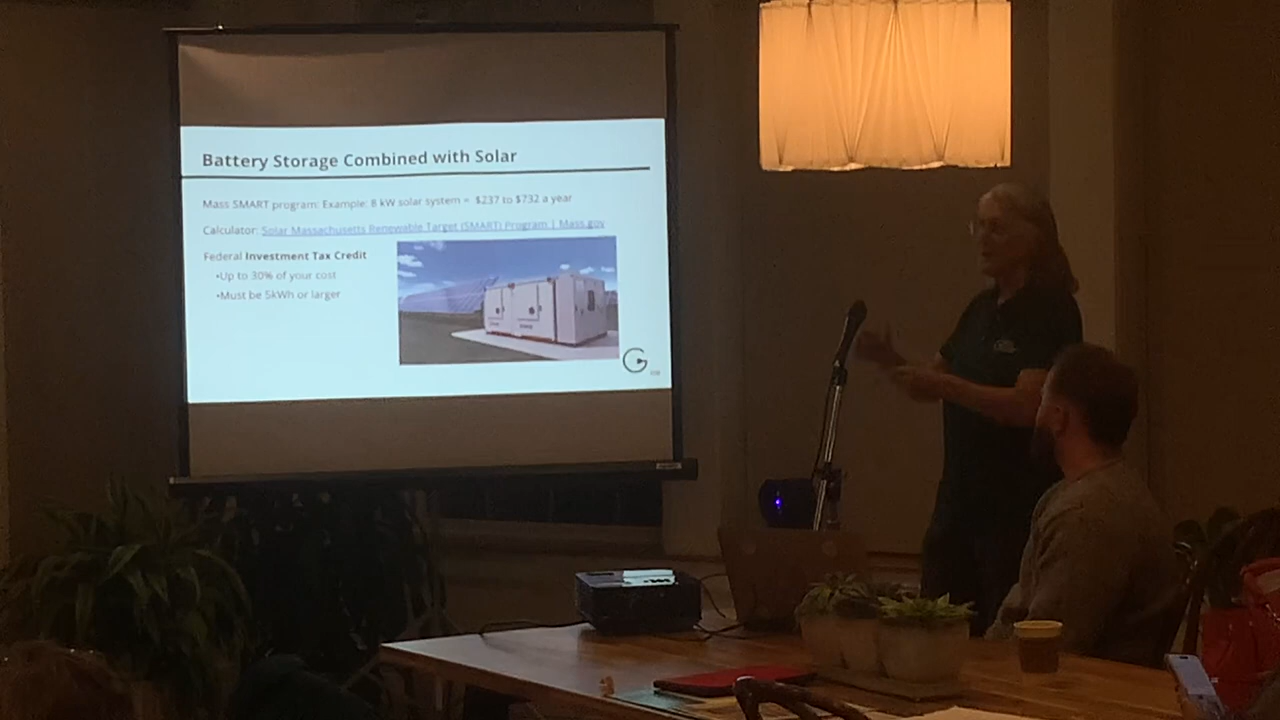 Battery Storage Combined with Solar
Mass SMART program: Example: 8 kW solar system = $237 to $732 a year
Calculator: Solar Massachusetts Renewable Target (SMART) Program | Mass.gov
Federal Investment Tax Credit
•Up to 30% of your cost
•Must be 5kWh or larger